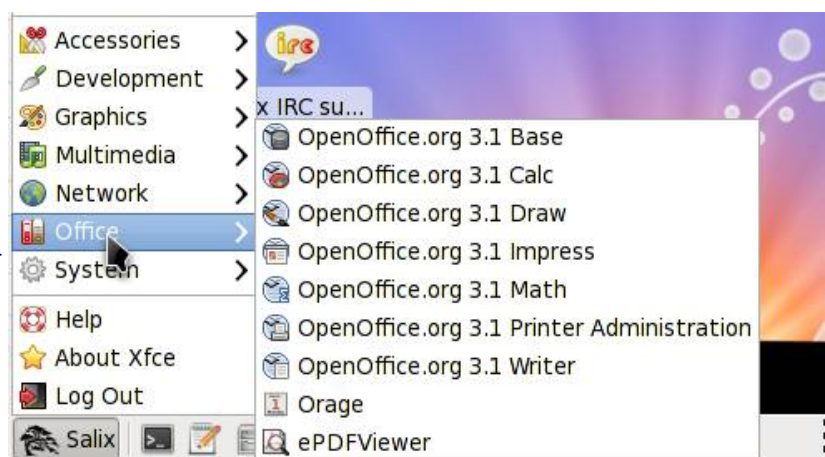 Accessories
Development
Graphics
Multimedia
Network
Office
System
Help
About Xfce
Log Out
Salix
irc
x IRC su...
OpenOffice.org 3.1 Base
OpenOffice.org 3.1 Calc
OpenOffice.org 3.1 Draw
OpenOffice.org 3.1 Impress
OpenOffice.org 3.1 Math
OpenOffice.org 3.1 Printer Administration
OpenOffice.org 3.1 Writer
Orage
ePDFViewer